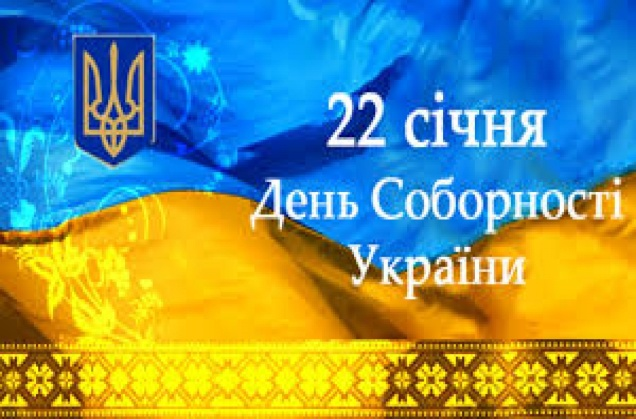 22 січня
День Соборності
України